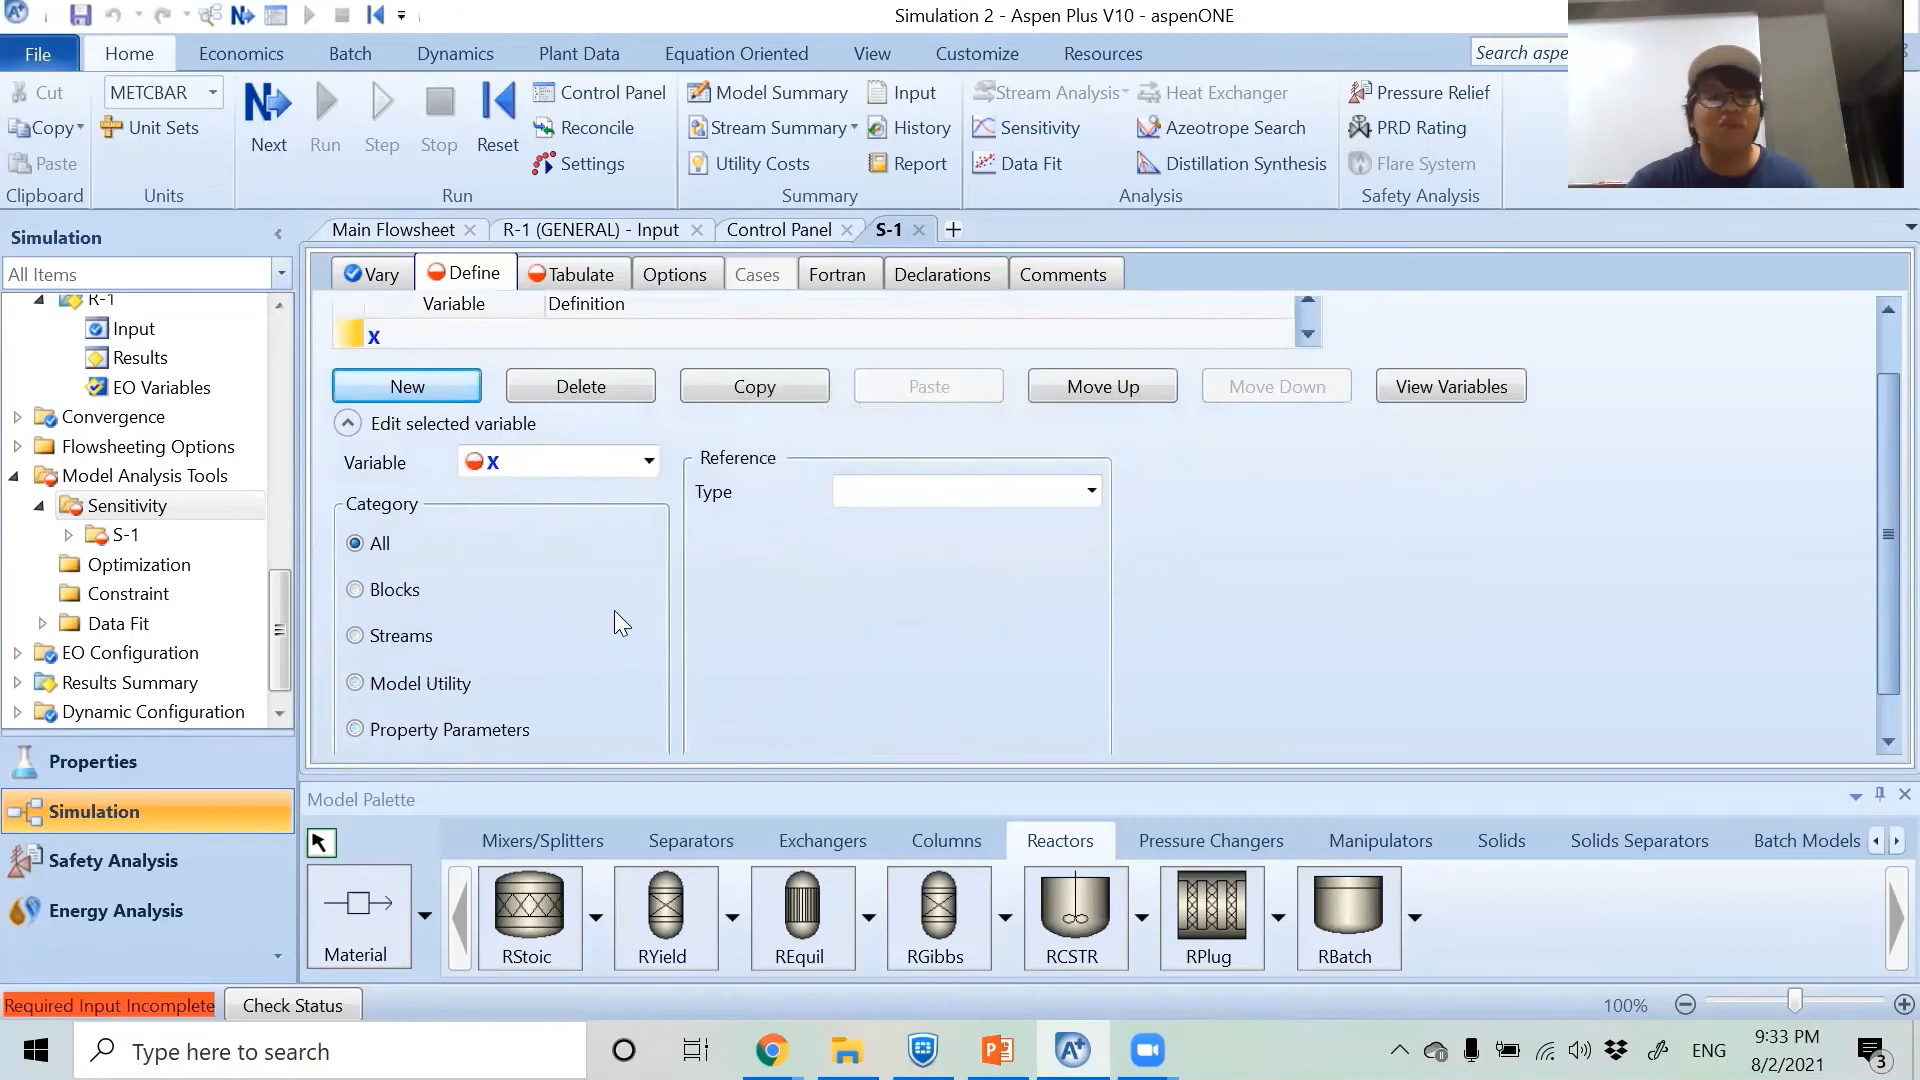 Simulation 2 - Aspen Plus V10 - aspenONE
File Home Economics Batch Dynamics Plant Data Equation Oriented View Customize Resources Search aspe
Cut METCBAR Control Panel Model Summary Input Stream Analysis Heat Exchanger Pressure Relief
Copy Unit Sets Next Run Step Stop Reset Reconcile Stream Summary History Sensitivity Azeotrope Search PRD Rating
Paste Settings Utility Costs Report Data Fit Distillation Synthesis Flare System
Clipboard Units Run Summary Analysis Safety Analysis
Simulation Main Flowsheet R-1 (GENERAL) - Input Control Panel S-1
All Items Vary Define Tabulate Options Cases Fortran Declarations Comments
R-1 Variable Definition
Input X
Results
EO Variables New Delete Copy Paste Move Up Move Down View Variables
Convergence Edit selected variable
Flowsheeting Options Variable X Reference
Model Analysis Tools Type
Sensitivity Category
S-1 All
Optimization
Constraint Blocks
Data Fit Streams
EO Configuration
Results Summary Model Utility
Dynamic Configuration Property Parameters
Properties
Simulation Model Palette
Mixers/Splitters Separators Exchangers Columns Reactors Pressure Changers Manipulators Solids Solids Separators Batch Models
Safety Analysis
Energy Analysis
Material RStoic RYield REquil RGibbs RCSTR RPlug RBatch
Required Input Incomplete Check Status 100%
Type here to search ENG 9:33 PM
8/2/2021 3